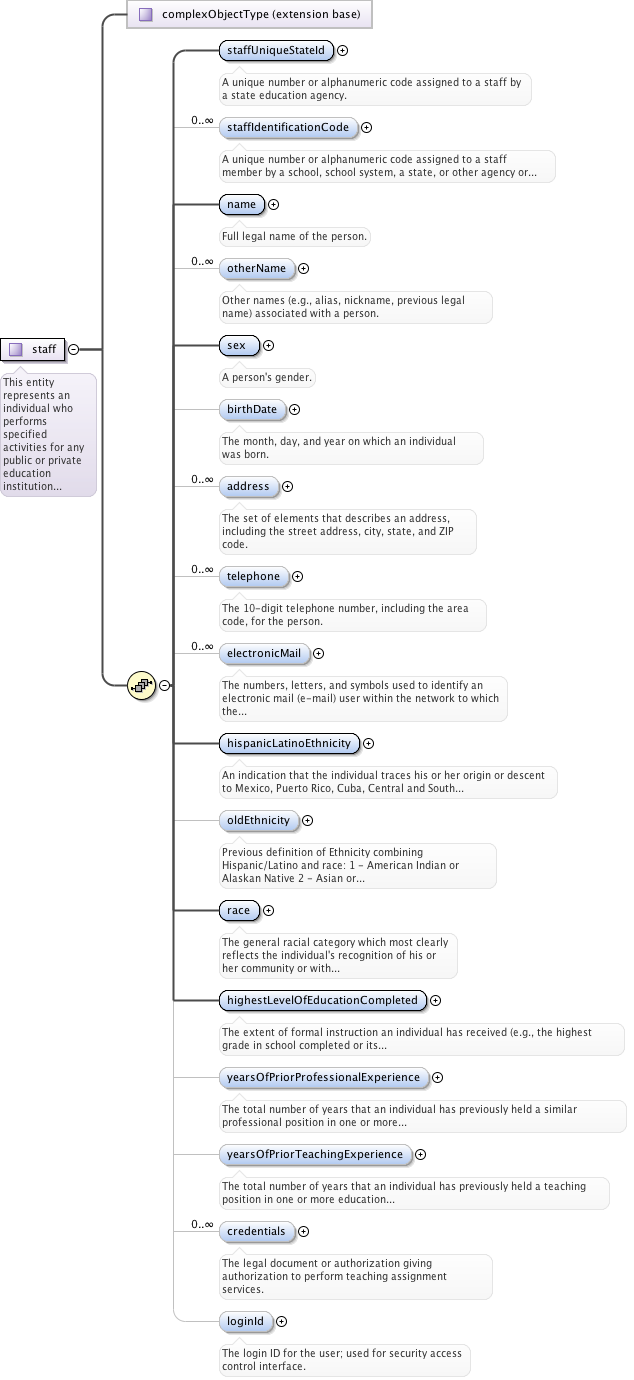 complexObjectType (extension base)
staffUniqueStateId
A unique number or alphanumeric code assigned to a staff by
a state education agency.
0..∞
staffIdentificationCode
A unique number or alphanumeric code assigned to a staff
member by a school, school system, a state, or other agency or...
name
Full legal name of the person.
0..∞
otherName
Other names (e.g., alias, nickname, previous legal
name) associated with a person.
staff
This entity
represents an
individual who
performs
specified
activities for any
public or private
education
institution...
sex
A person's gender.
birthDate
The month, day, and year on which an individual
was born.
0..∞
address
The set of elements that describes an address,
including the street address, city, state, and ZIP
code.
0..∞
telephone
The 10-digit telephone number, including the area
code, for the person.
0..∞
electronicMail
The numbers, letters, and symbols used to identify an
electronic mail (e-mail) user within the network to which
the...
hispanicLatinoEthnicity
An indication that the individual traces his or her origin or descent
to Mexico, Puerto Rico, Cuba, Central and South...
oldEthnicity
Previous definition of Ethnicity combining
Hispanic/Latino and race: 1 - American Indian or
Alaskan Native 2 - Asian or...
race
The general racial category which most clearly
reflects the individual's recognition of his or
her community or with...
highestLevelOfEducationCompleted
The extent of formal instruction an individual has received (e.g., the highest
grade in school completed or its...
yearsOfPriorProfessionalExperience
The total number of years that an individual has previously held a similar
professional position in one or more...
yearsOfPriorTeachingExperience
The total number of years that an individual has previously held a teaching
position in one or more education...
0..∞
credentials
The legal document or authorization giving
authorization to perform teaching assignment
services.
loginId
The login ID for the user; used for security access
control interface.